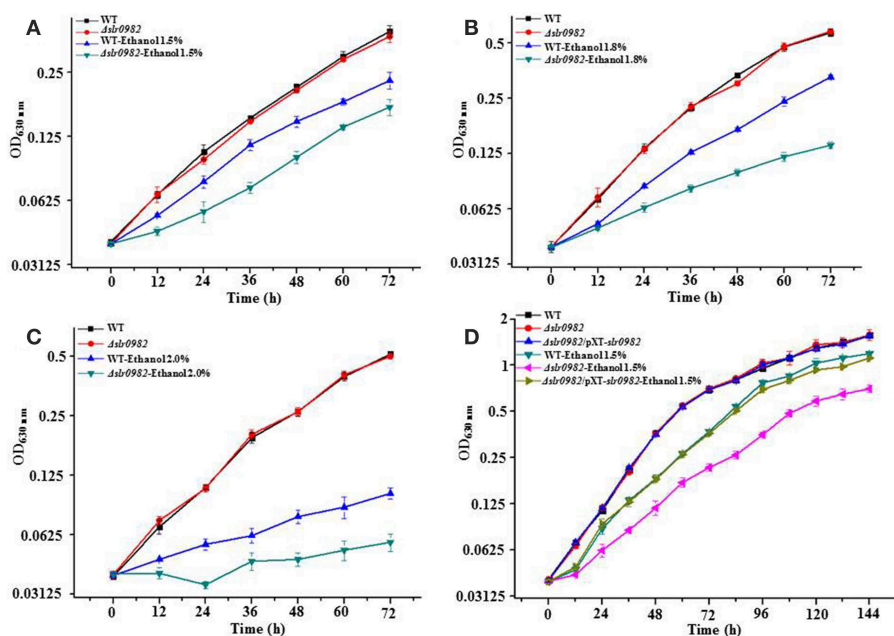 A
WT
Δslr0982
WT-Ethanol1.5%
Δslr0982-Ethanol1.5%
OD630 nm
0.25
0.125
0.0625
0.03125
0 12 24 36 48 60 72
Time (h)
B
WT
Δslr0982
WT-Ethanol1.8%
Δslr0982-Ethanol1.8%
OD630 nm
0.5
0.25
0.125
0.0625
0.03125
0 12 24 36 48 60 72
Time (h)
C
WT
Δslr0982
WT-Ethanol2.0%
Δslr0982-Ethanol2.0%
OD630 nm
0.5
0.25
0.125
0.0625
0.03125
0 12 24 36 48 60 72
Time (h)
D
WT
Δslr0982
Δslr0982/pXT-slr0982
WT-Ethanol1.5%
Δslr0982-Ethanol1.5%
Δslr0982/pXT-slr0982-Ethanol1.5%
OD630 nm
2
1
0.5
0.25
0.125
0.0625
0.03125
0 24 48 72 96 120 144
Time (h)